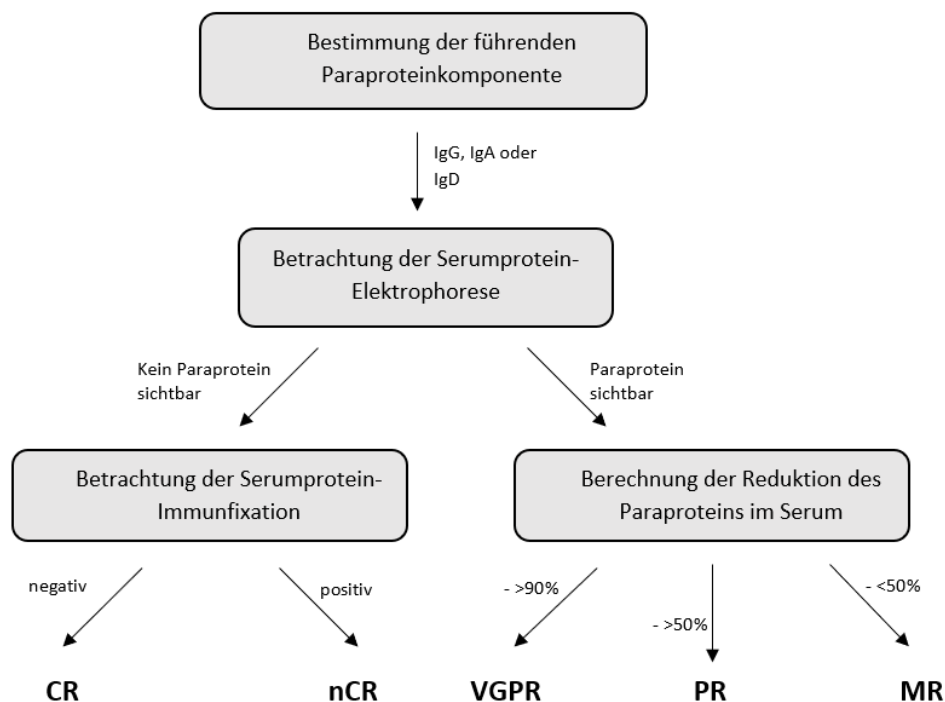 Bestimmung der führenden
Paraproteinkomponente
IgG, IgA oder
IgD
Betrachtung der Serumprotein-
Elektrophorese
Kein Paraprotein
sichtbar
Paraprotein
sichtbar
Betrachtung der Serumprotein-
Immunfixation
Berechnung der Reduktion des
Paraproteins im Serum
negativ
positiv
- >90%
- >50%
- <50%
CR
nCR
VGPR
PR
MR